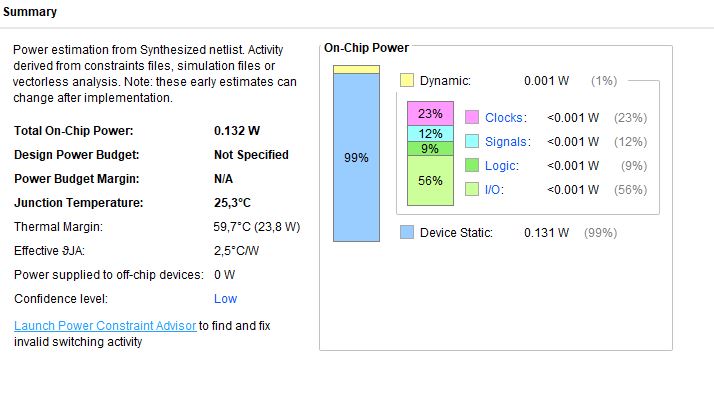 Summary
Power estimation from Synthesized netlist. Activity
derived from constraints files, simulation files or
vectorless analysis. Note: these early estimates can
change after implementation.
Total On-Chip Power: 0.132 W
Design Power Budget: Not Specified
Power Budget Margin: N/A
Junction Temperature: 25,3°C
Thermal Margin: 59,7°C (23,8 W)
Effective ϑJA: 2,5°C/W
Power supplied to off-chip devices: 0 W
Confidence level: Low
Launch Power Constraint Advisor to find and fix
invalid switching activity
On-Chip Power
99%
Dynamic: 0.001 W (1%)
23% Clocks: <0.001 W (23%)
12% Signals: <0.001 W (12%)
9% Logic: <0.001 W (9%)
56% I/O: <0.001 W (56%)
Device Static: 0.131 W (99%)